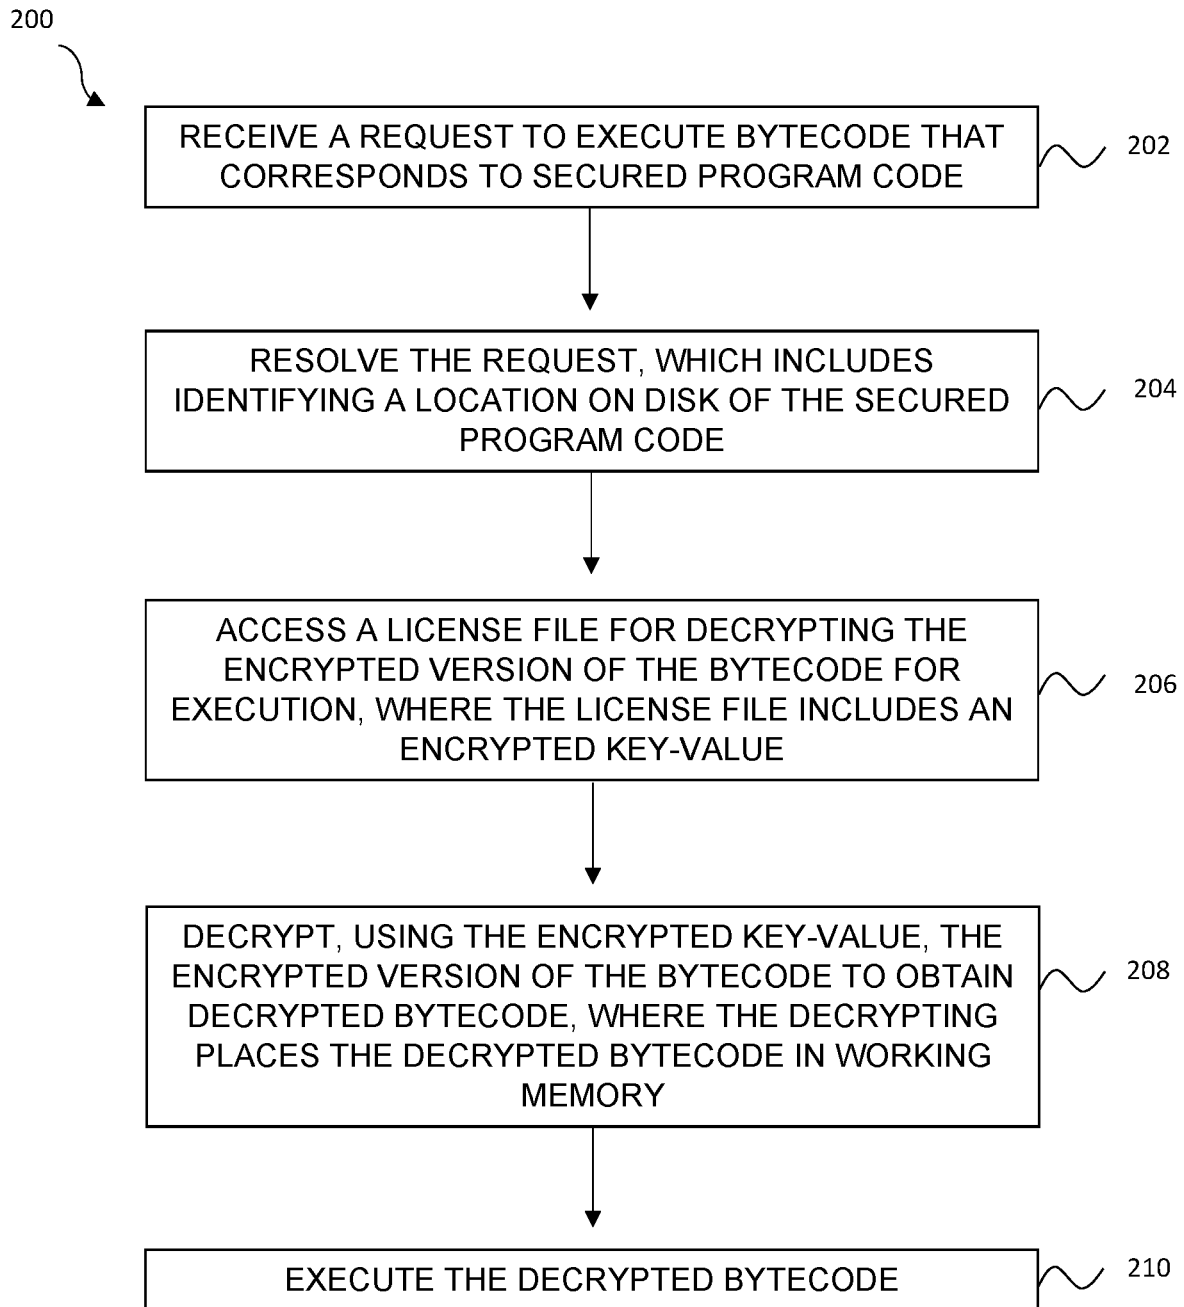 200
RECEIVE A REQUEST TO EXECUTE BYTECODE THAT
CORRESPONDS TO SECURED PROGRAM CODE
202
RESOLVE THE REQUEST, WHICH INCLUDES
IDENTIFYING A LOCATION ON DISK OF THE SECURED
PROGRAM CODE
204
ACCESS A LICENSE FILE FOR DECRYPTING THE
ENCRYPTED VERSION OF THE BYTECODE FOR
EXECUTION, WHERE THE LICENSE FILE INCLUDES AN
ENCRYPTED KEY-VALUE
206
DECRYPT, USING THE ENCRYPTED KEY-VALUE, THE
ENCRYPTED VERSION OF THE BYTECODE TO OBTAIN
DECRYPTED BYTECODE, WHERE THE DECRYPTING
PLACES THE DECRYPTED BYTECODE IN WORKING
MEMORY
208
EXECUTE THE DECRYPTED BYTECODE
210